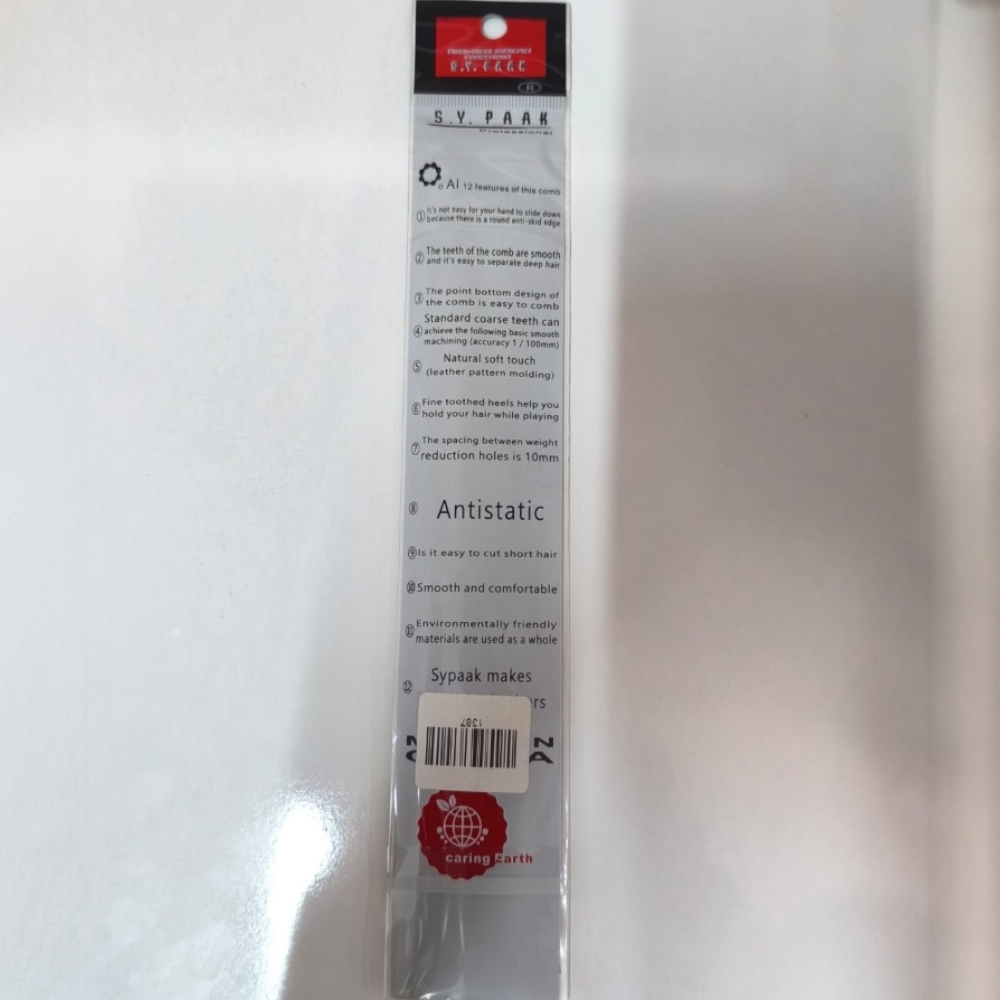 S.Y. PAAK
®
S.Y. PAAK
Professional
AI 12 features of this comb
① It's not easy for your hand to slide down
because there is a round anti-skid edge
② The teeth of the comb are smooth
and it's easy to separate deep hair
③ The point bottom design of
the comb is easy to comb
Standard coarse teeth can
④ achieve the following basic smooth
machining (accuracy 1 / 100mm)
Natural soft touch
⑤ (leather pattern molding)
⑥ Fine toothed heels help you
hold your hair while playing
⑦ The spacing between weight
reduction holes is 10mm
⑧ Antistatic
⑨ Is it easy to cut short hair
⑩ Smooth and comfortable
⑪ Environmentally friendly
materials are used as a whole
⑫ Sypaak makes
1387
caring Earth